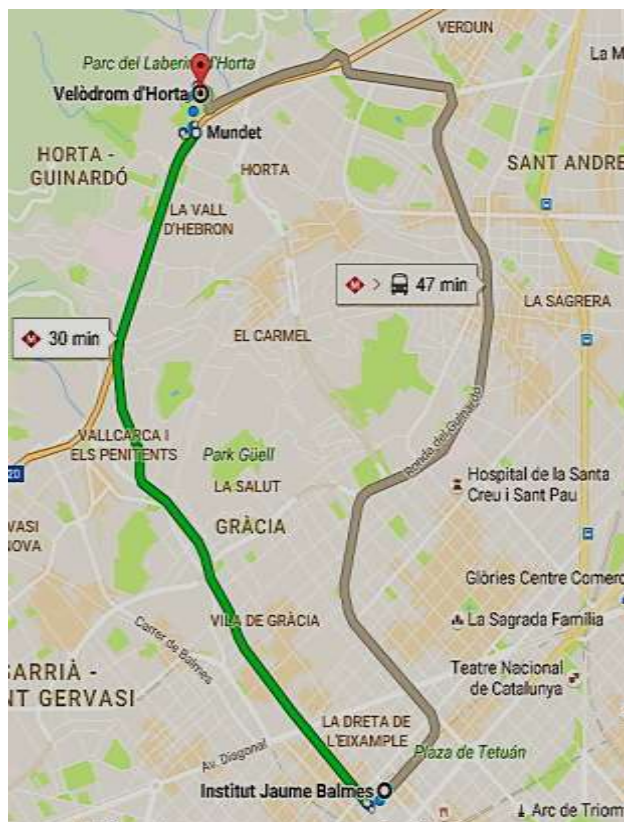 VERDUN
Parc del Laberint d'Horta
La M
Velòdrom d'Horta
Mundet
HORTA -
GUINARDÓ
HORTA
SANT ANDRE
LA VALL
D'HEBRON
47 min
LA SAGRERA
30 min
EL CARMEL
VALLCARCA I
ELS PENITENTS
Ronda del Guinardó
Park Güell
20
LA SALUT
Hospital de la Santa
Creu i Sant Pau
VASI
NOVA
GRÀCIA
Glòries Centre Comerc
VILA DE GRÀCIA
La Sagrada Família
Carrer de Balmes
SARRIÀ -
NT GERVASI
Teatre Nacional
de Catalunya
LA DRETA DE
L'EIXAMPLE
Av. Diagonal
Plaza de Tetuán
Institut Jaume Balmes
Arc de Triom